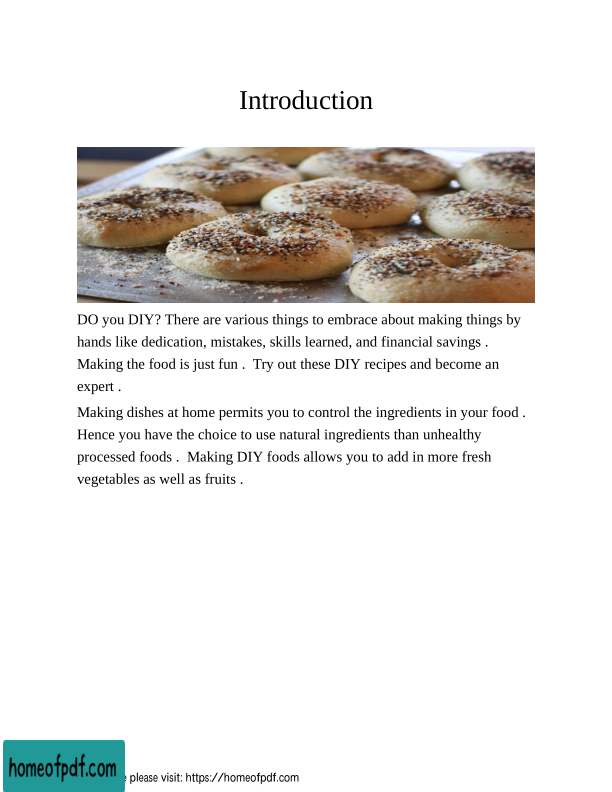 Introduction
DO you DIY? There are various things to embrace about making things by
hands like dedication, mistakes, skills learned, and financial savings .
Making the food is just fun .  Try out these DIY recipes and become an
expert .
Making dishes at home permits you to control the ingredients in your food .
Hence you have the choice to use natural ingredients than unhealthy
processed foods .  Making DIY foods allows you to add in more fresh
vegetables as well as fruits .
homeofpdf.com
please visit: https://homeofpdf.com